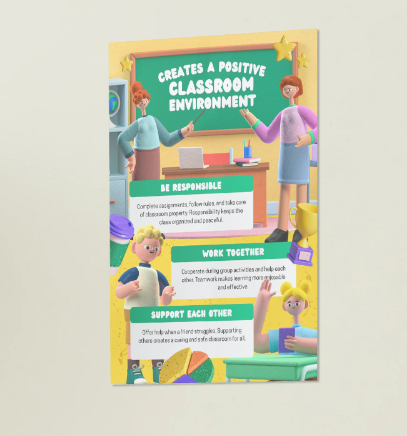 CREATES A POSITIVE
CLASSROOM
ENVIRONMENT
BE RESPONSIBLE
Complete assignments, follow rules, and take care
of classroom property. Responsibility keeps the
class organized and peaceful.
WORK TOGETHER
Cooperate during group activities and help each
other. Teamwork makes learning more enjoyable
and effective.
SUPPORT EACH OTHER
Offer help when a friend struggles. Supporting
others creates a caring and safe classroom for all.